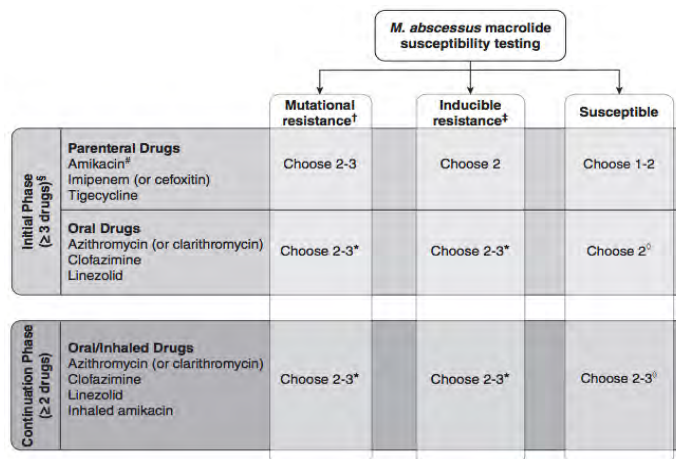 M. abscessus macrolide
susceptibility testing
Mutational
resistance†
Inducible
resistance‡
Susceptible
Initial Phase
(≥ 3 drugs)§
Parenteral Drugs
Amikacin#
Imipenem (or cefoxitin)
Tigecycline
Choose 2-3
Choose 2
Choose 1-2
Oral Drugs
Azithromycin (or clarithromycin)
Clofazimine
Linezolid
Choose 2-3*
Choose 2-3*
Choose 2◊
Continuation Phase
(≥ 2 drugs)
Oral/Inhaled Drugs
Azithromycin (or clarithromycin)
Clofazimine
Linezolid
Inhaled amikacin
Choose 2-3*
Choose 2-3*
Choose 2-3◊